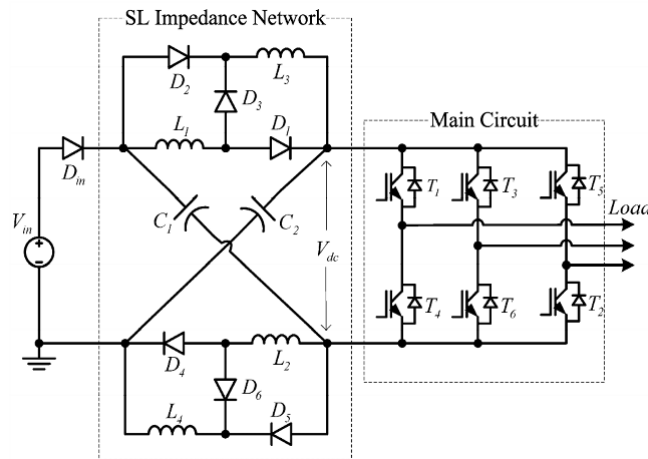 SL Impedance Network
D2
L3
D3
L1
D1
Main Circuit
Din
T1
T3
T5
Load
Vin
C1
C2
Vdc
T4
T6
T2
D4
L2
D6
L4
D5